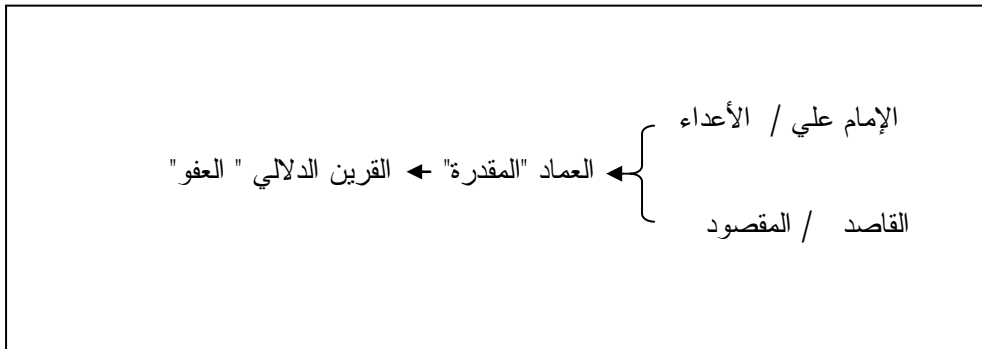 الإمام علي / الأعداء
العماد "المقدرة" ← القرين الدلالي " العفو"
القاصد / المقصود